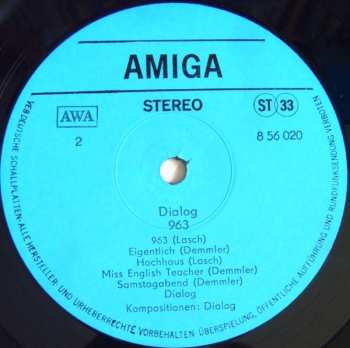 AMIGA
AWA
STEREO
ST 33
2
8 56 020
Dialog
963
963 (Lasch)
Eigentlich (Demmler)
Hochhaus (Lasch)
Miss English Teacher (Demmler)
Samstagabend (Demmler)
Dialog
Kompositionen: Dialog
VEB DEUTSCHE SCHALLPLATTEN · ALLE HERSTELLER- UND URHEBERRECHTE VORBEHALTEN ÜBERSPIELUNG, ÖFFENTLICHE AUFFÜHRUNG UND RUNDFUNKSENDUNG VERBOTEN